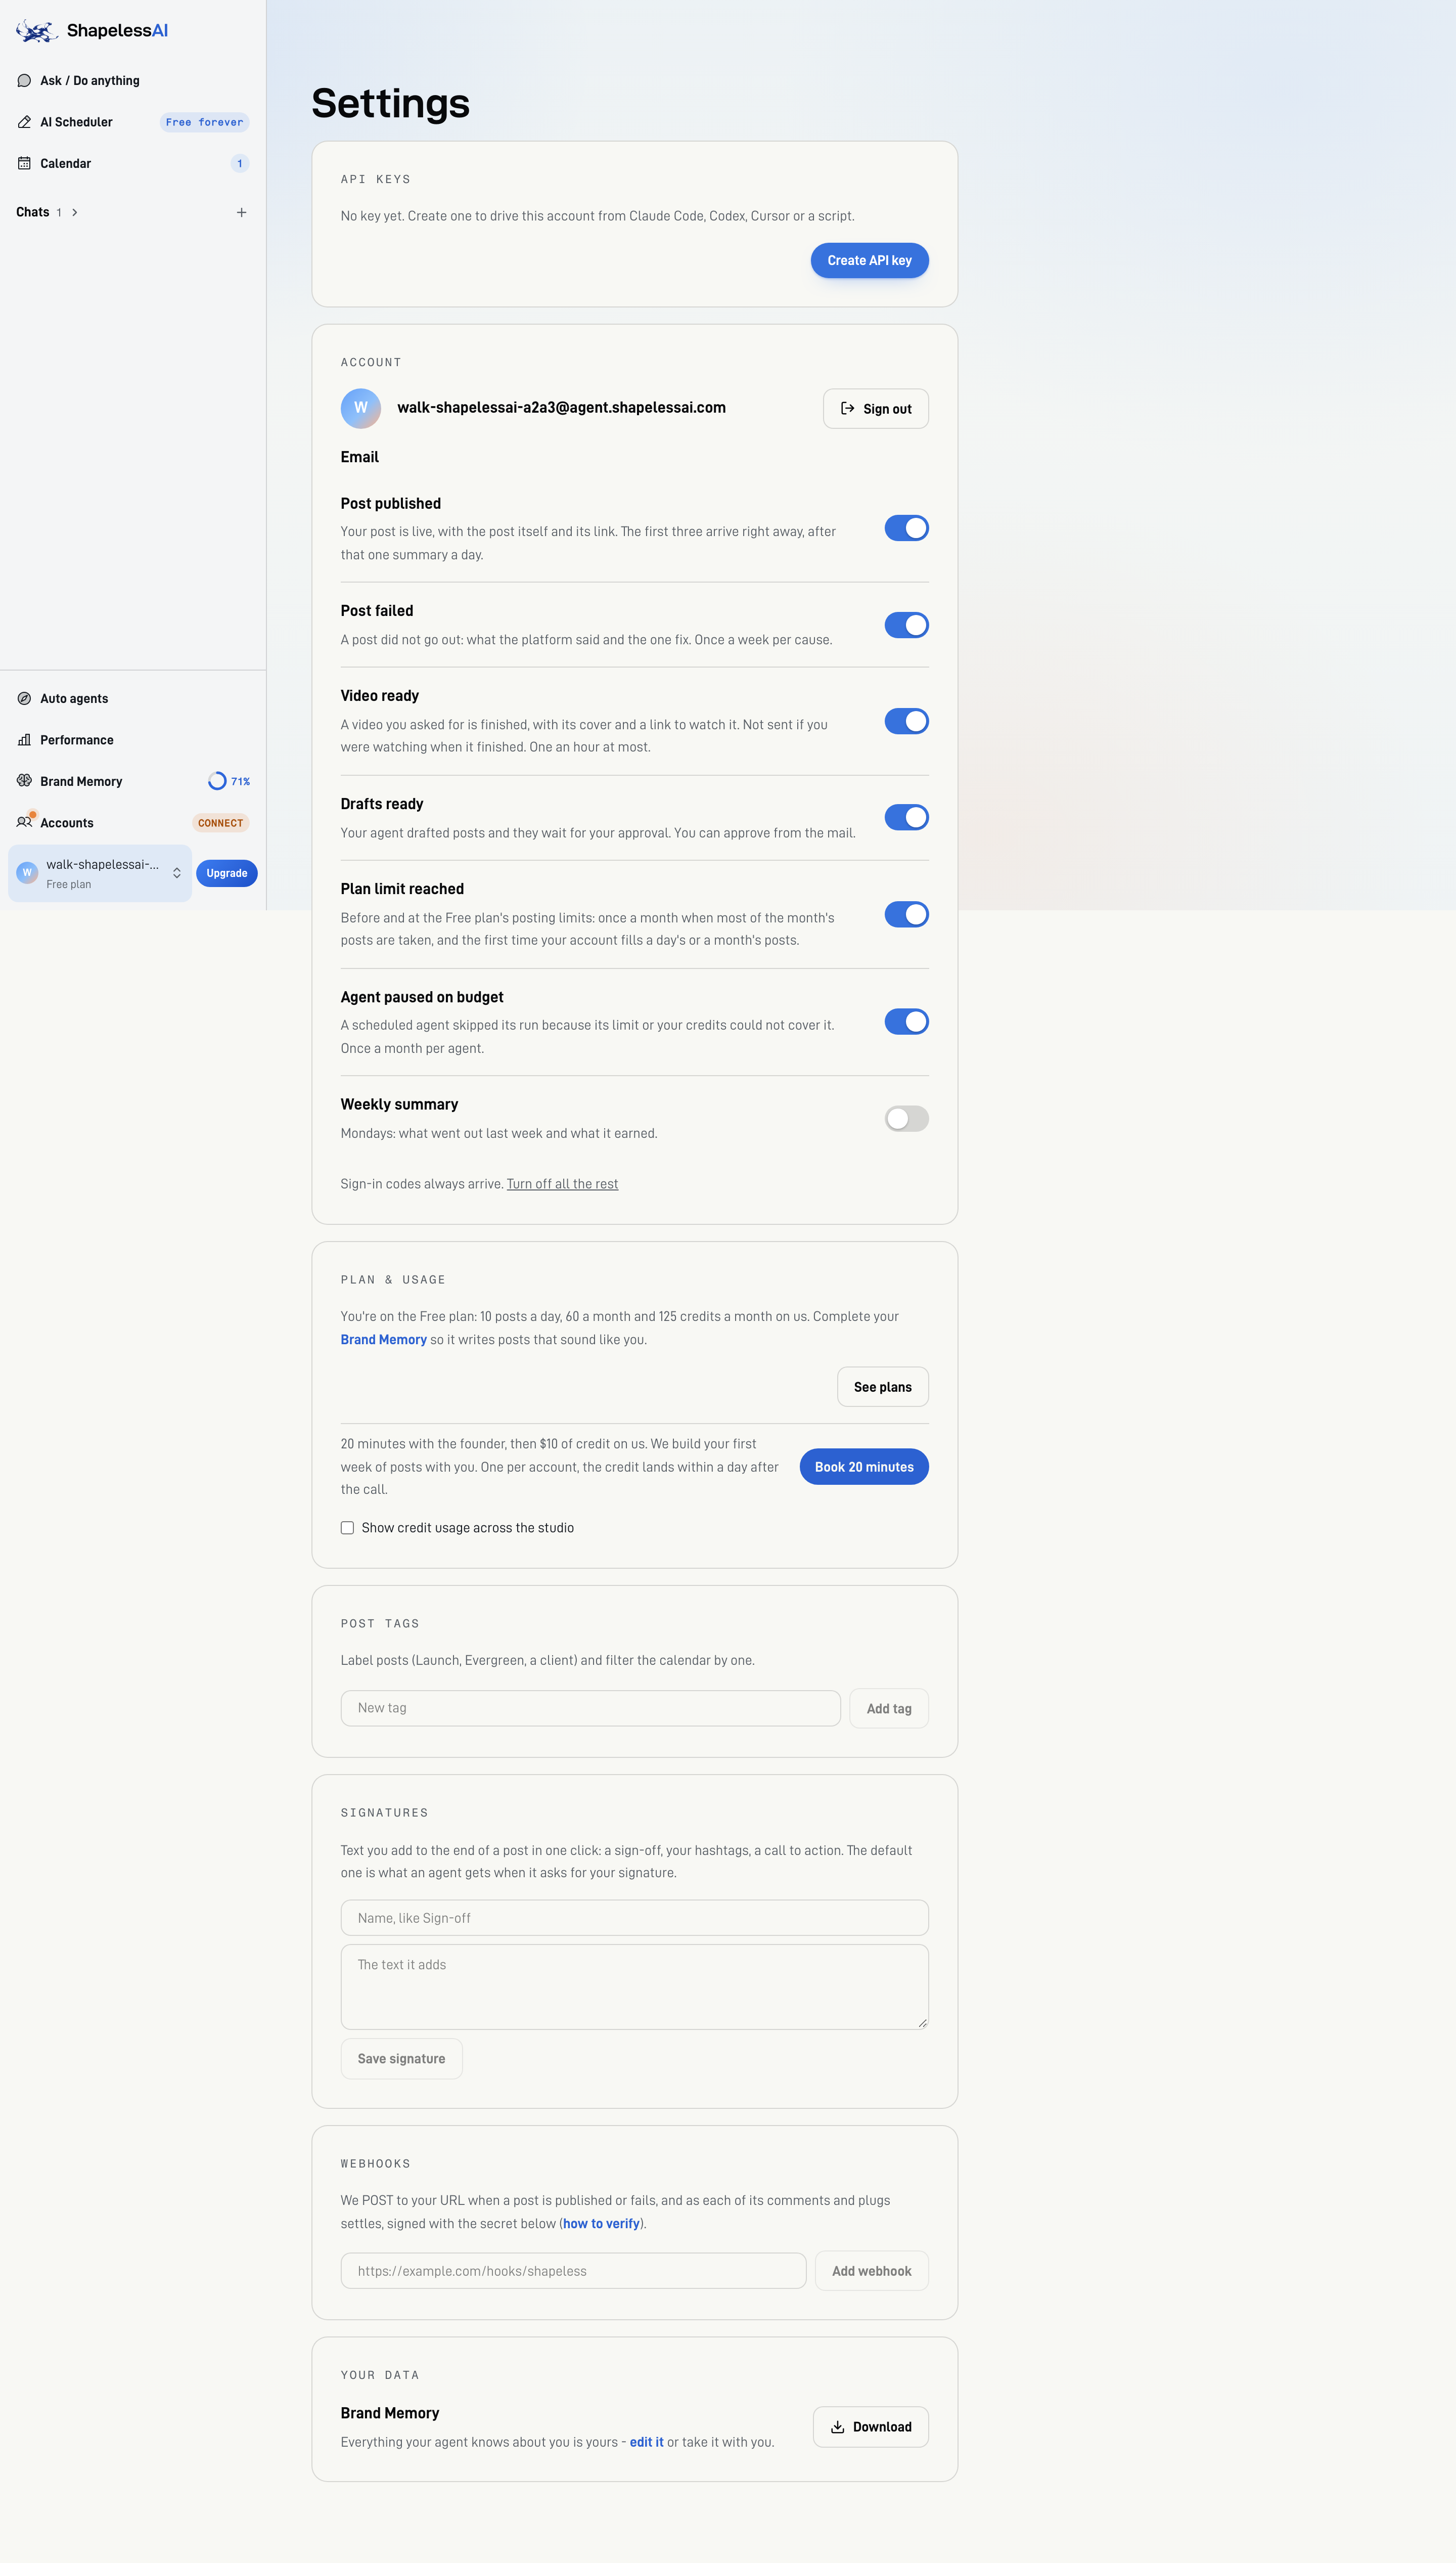 ShapelessAI
Ask / Do anything
AI Scheduler
Free forever
Calendar
1
Chats 1
Auto agents
Performance
Brand Memory
71%
Accounts
CONNECT
W
walk-shapelessai-...
Free plan
Upgrade
Settings
API KEYS
No key yet. Create one to drive this account from Claude Code, Codex, Cursor or a script.
Create API key
ACCOUNT
W
walk-shapelessai-a2a3@agent.shapelessai.com
Sign out
Email
Post published
Your post is live, with the post itself and its link. The first three arrive right away, after
that one summary a day.
Post failed
A post did not go out: what the platform said and the one fix. Once a week per cause.
Video ready
A video you asked for is finished, with its cover and a link to watch it. Not sent if you
were watching when it finished. One an hour at most.
Drafts ready
Your agent drafted posts and they wait for your approval. You can approve from the mail.
Plan limit reached
Before and at the Free plan's posting limits: once a month when most of the month's
posts are taken, and the first time your account fills a day's or a month's posts.
Agent paused on budget
A scheduled agent skipped its run because its limit or your credits could not cover it.
Once a month per agent.
Weekly summary
Mondays: what went out last week and what it earned.
Sign-in codes always arrive. Turn off all the rest
PLAN & USAGE
You're on the Free plan: 10 posts a day, 60 a month and 125 credits a month on us. Complete your
Brand Memory so it writes posts that sound like you.
See plans
20 minutes with the founder, then $10 of credit on us. We build your first
week of posts with you. One per account, the credit lands within a day after
the call.
Book 20 minutes
Show credit usage across the studio
POST TAGS
Label posts (Launch, Evergreen, a client) and filter the calendar by one.
New tag
Add tag
SIGNATURES
Text you add to the end of a post in one click: a sign-off, your hashtags, a call to action. The default
one is what an agent gets when it asks for your signature.
Name, like Sign-off
The text it adds
Save signature
WEBHOOKS
We POST to your URL when a post is published or fails, and as each of its comments and plugs
settles, signed with the secret below (how to verify).
https://example.com/hooks/shapeless
Add webhook
YOUR DATA
Brand Memory
Everything your agent knows about you is yours - edit it or take it with you.
Download